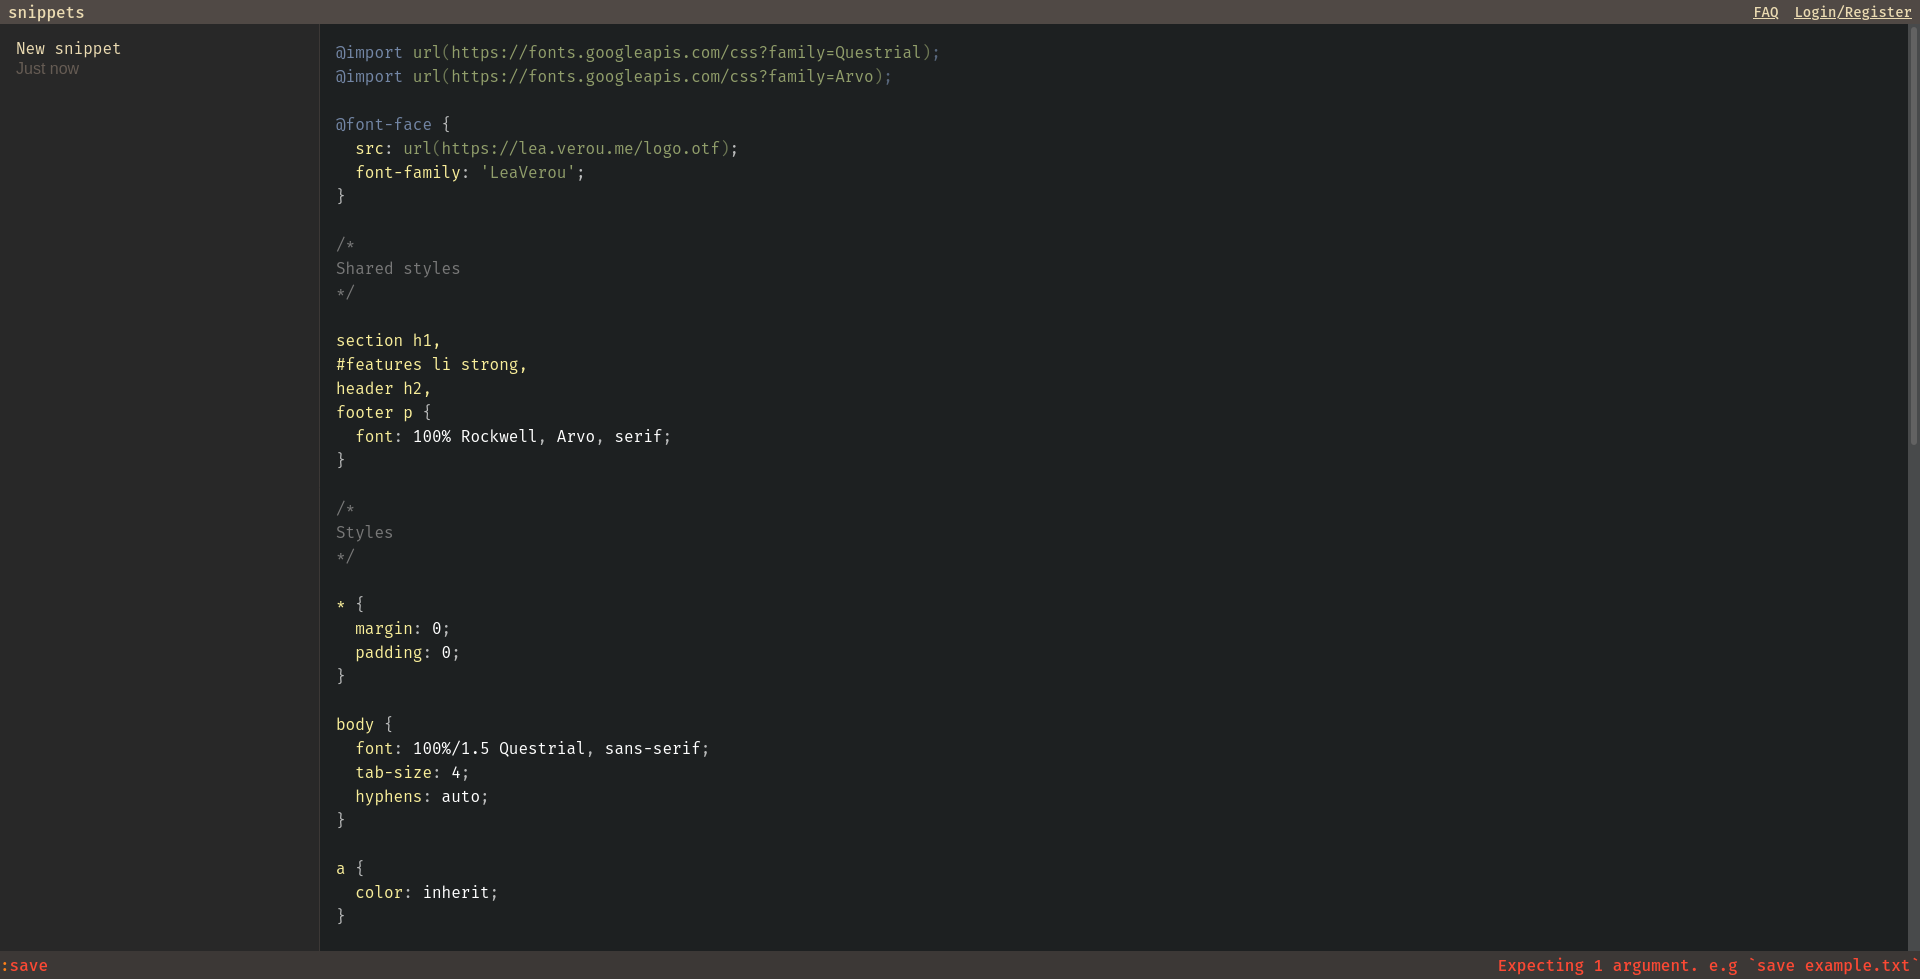 snippets
FAQ Login/Register
New snippet
Just now
@import url(https://fonts.googleapis.com/css?family=Questrial);
@import url(https://fonts.googleapis.com/css?family=Arvo);
@font-face {
  src: url(https://lea.verou.me/logo.otf);
  font-family: 'LeaVerou';
}
/*
Shared styles
*/
section h1,
#features li strong,
header h2,
footer p {
  font: 100% Rockwell, Arvo, serif;
}
/*
Styles
*/
* {
  margin: 0;
  padding: 0;
}
body {
  font: 100%/1.5 Questrial, sans-serif;
  tab-size: 4;
  hyphens: auto;
}
a {
  color: inherit;
}
:save
Expecting 1 argument. e.g `save example.txt`